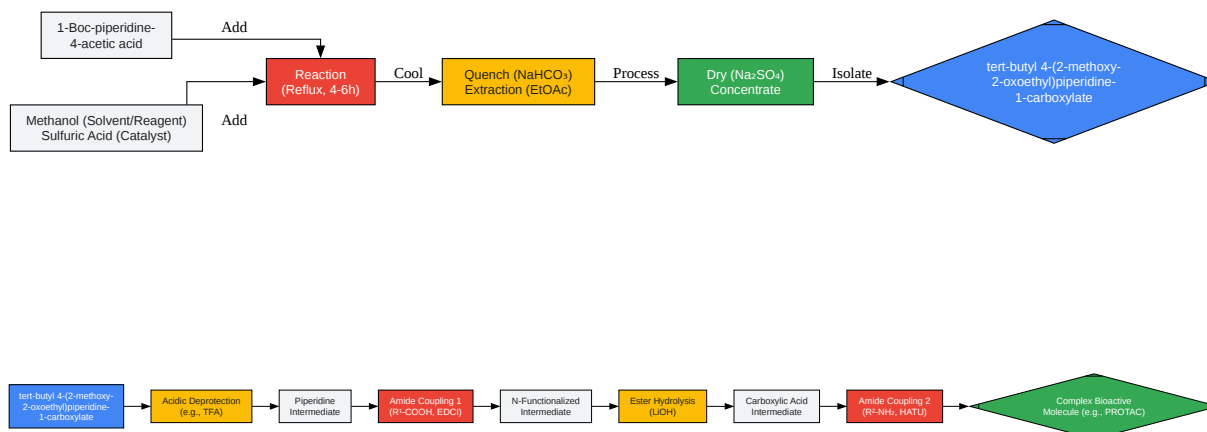 1-Boc-piperidine-
4-acetic acid
Add
Methanol (Solvent/Reagent)
Sulfuric Acid (Catalyst)
Add
Reaction
(Reflux, 4-6h)
Cool
Quench (NaHCO₃)
Extraction (EtOAc)
Process
Dry (Na₂SO₄)
Concentrate
Isolate
tert-butyl 4-(2-methoxy-
2-oxoethyl)piperidine-
1-carboxylate
tert-butyl 4-(2-methoxy-
2-oxoethyl)piperidine-
1-carboxylate
Acidic Deprotection
(e.g., TFA)
Piperidine
Intermediate
Amide Coupling 1
(R¹-COOH, EDCI)
N-Functionalized
Intermediate
Ester Hydrolysis
(LiOH)
Carboxylic Acid
Intermediate
Amide Coupling 2
(R²-NH₂, HATU)
Complex Bioactive
Molecule (e.g., PROTAC)